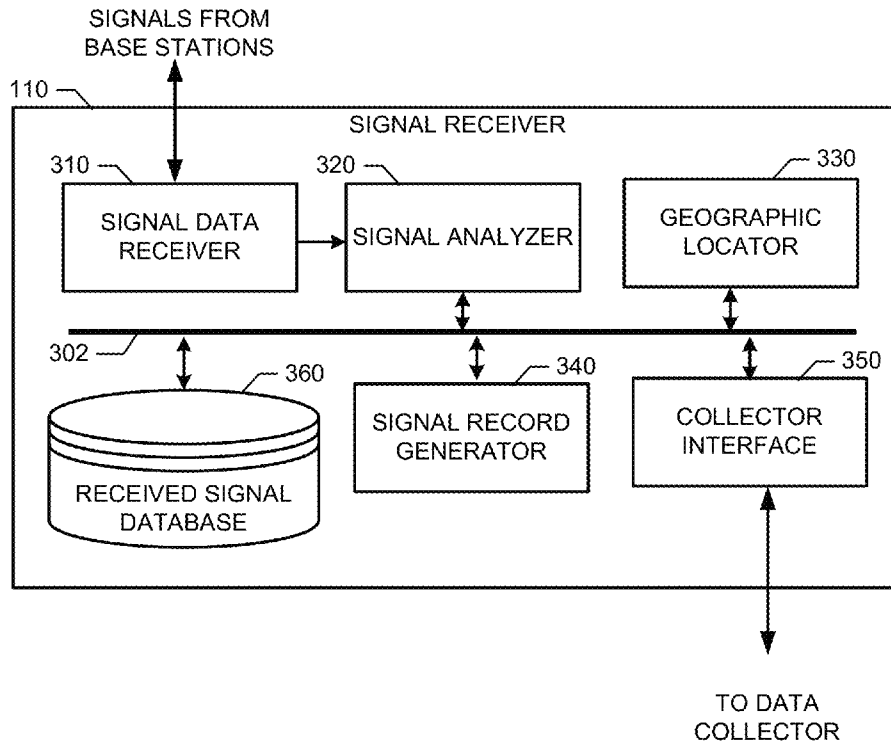 SIGNALS FROM
BASE STATIONS
110
SIGNAL RECEIVER
310
320
330
SIGNAL DATA
RECEIVER
SIGNAL ANALYZER
GEOGRAPHIC
LOCATOR
302
360
340
350
RECEIVED SIGNAL
DATABASE
SIGNAL RECORD
GENERATOR
COLLECTOR
INTERFACE
TO DATA
COLLECTOR